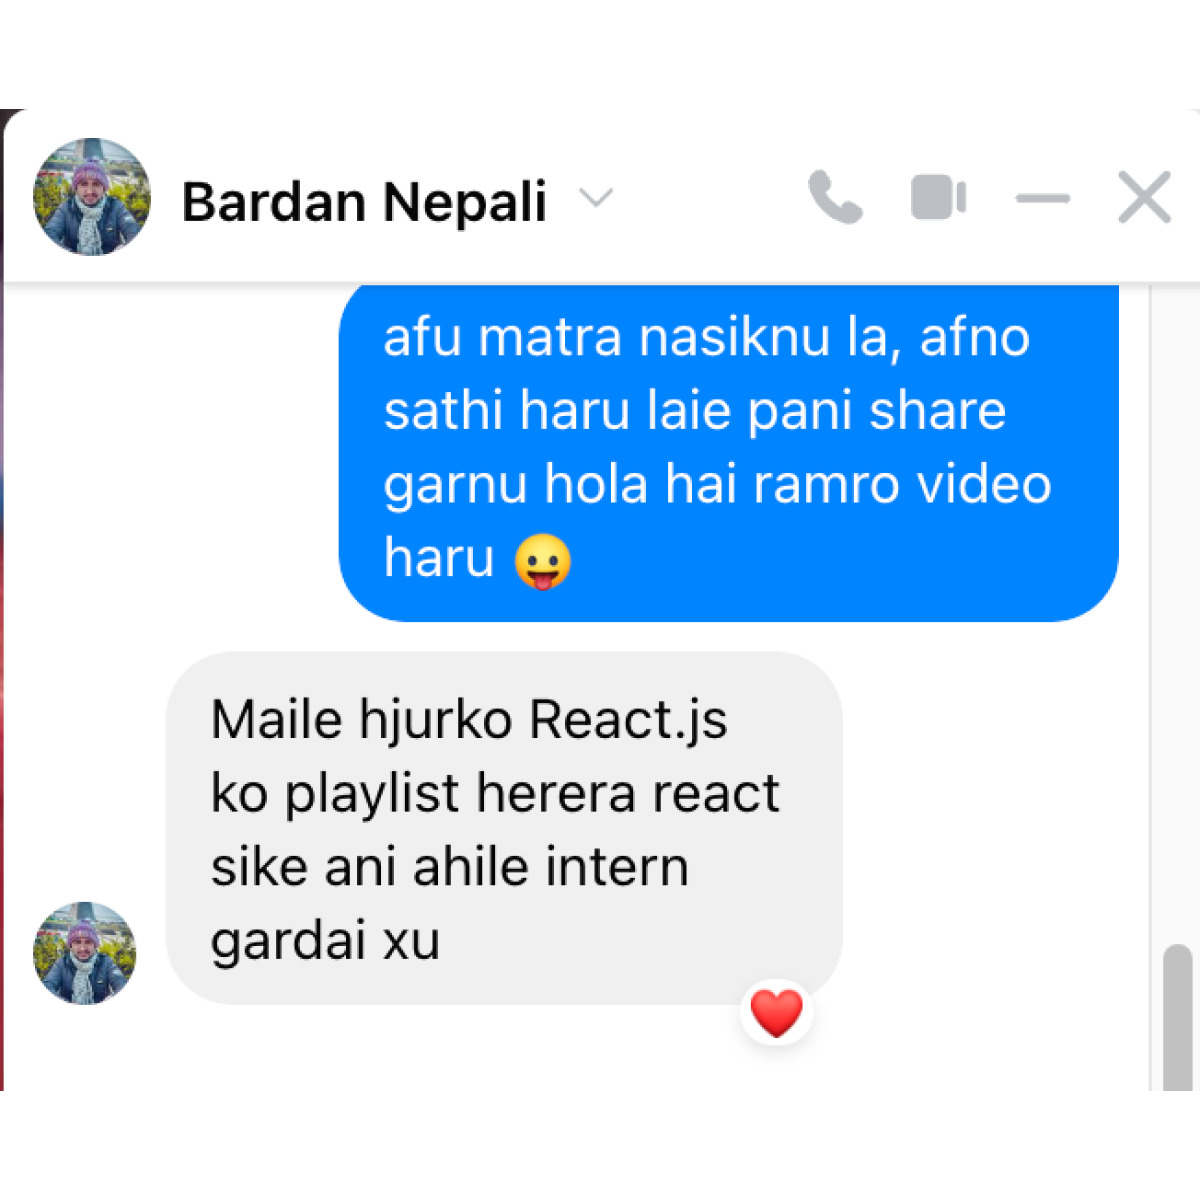 Bardan Nepali
afu matra nasiknu la, afno
sathi haru laie pani share
garnu hola hai ramro video
haru 😛
Maile hjurko React.js
ko playlist herera react
sike ani ahile intern
gardai xu